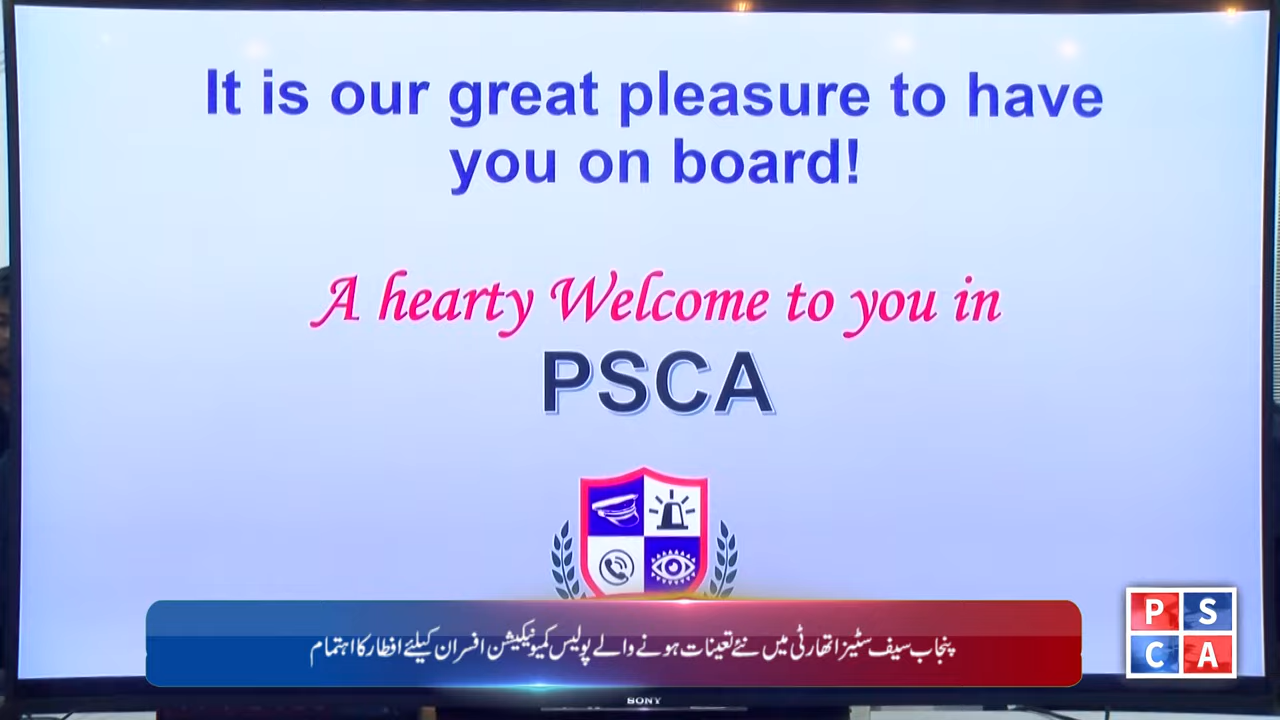 It is our great pleasure to have
you on board!
A hearty Welcome to you in
PSCA
پنجاب سیف سٹیز اتھارٹی میں نئے تعینات ہونے والے پولیس کمیونیکیشن افسران کیلئے افطار کا اہتمام
P S
C A
SONY